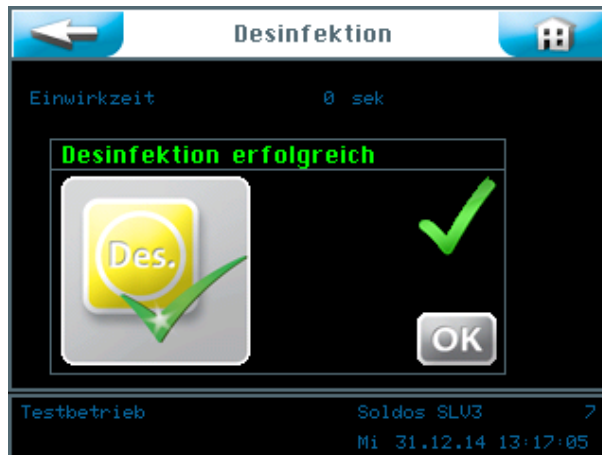 Desinfektion
Einwirkzeit 0 sek
Desinfektion erfolgreich
Des.
OK
Testbetrieb Soldos SLV3 7
Mi 31.12.14 13:17:05